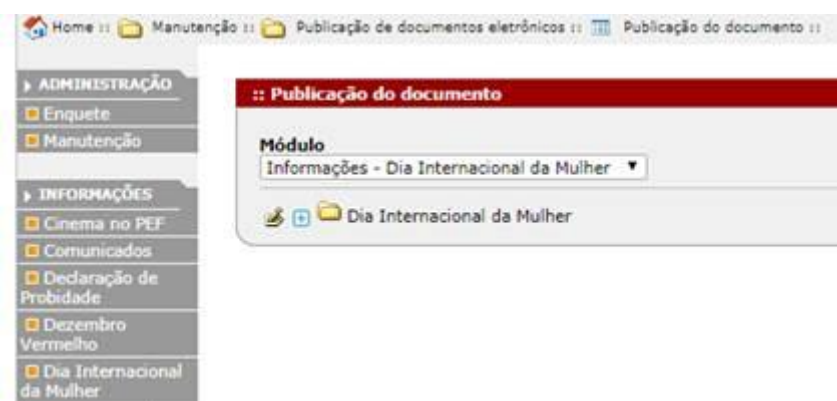 Home :: Manutenção :: Publicação de documentos eletrônicos :: Publicação do documento ::
ADMINISTRAÇÃO
Enquete
Manutenção
INFORMAÇÕES
Cinema no PEF
Comunicados
Declaração de
Probidade
Dezembro
Vermelho
Dia Internacional
da Mulher
:: Publicação do documento
Módulo
Informações - Dia Internacional da Mulher
Dia Internacional da Mulher